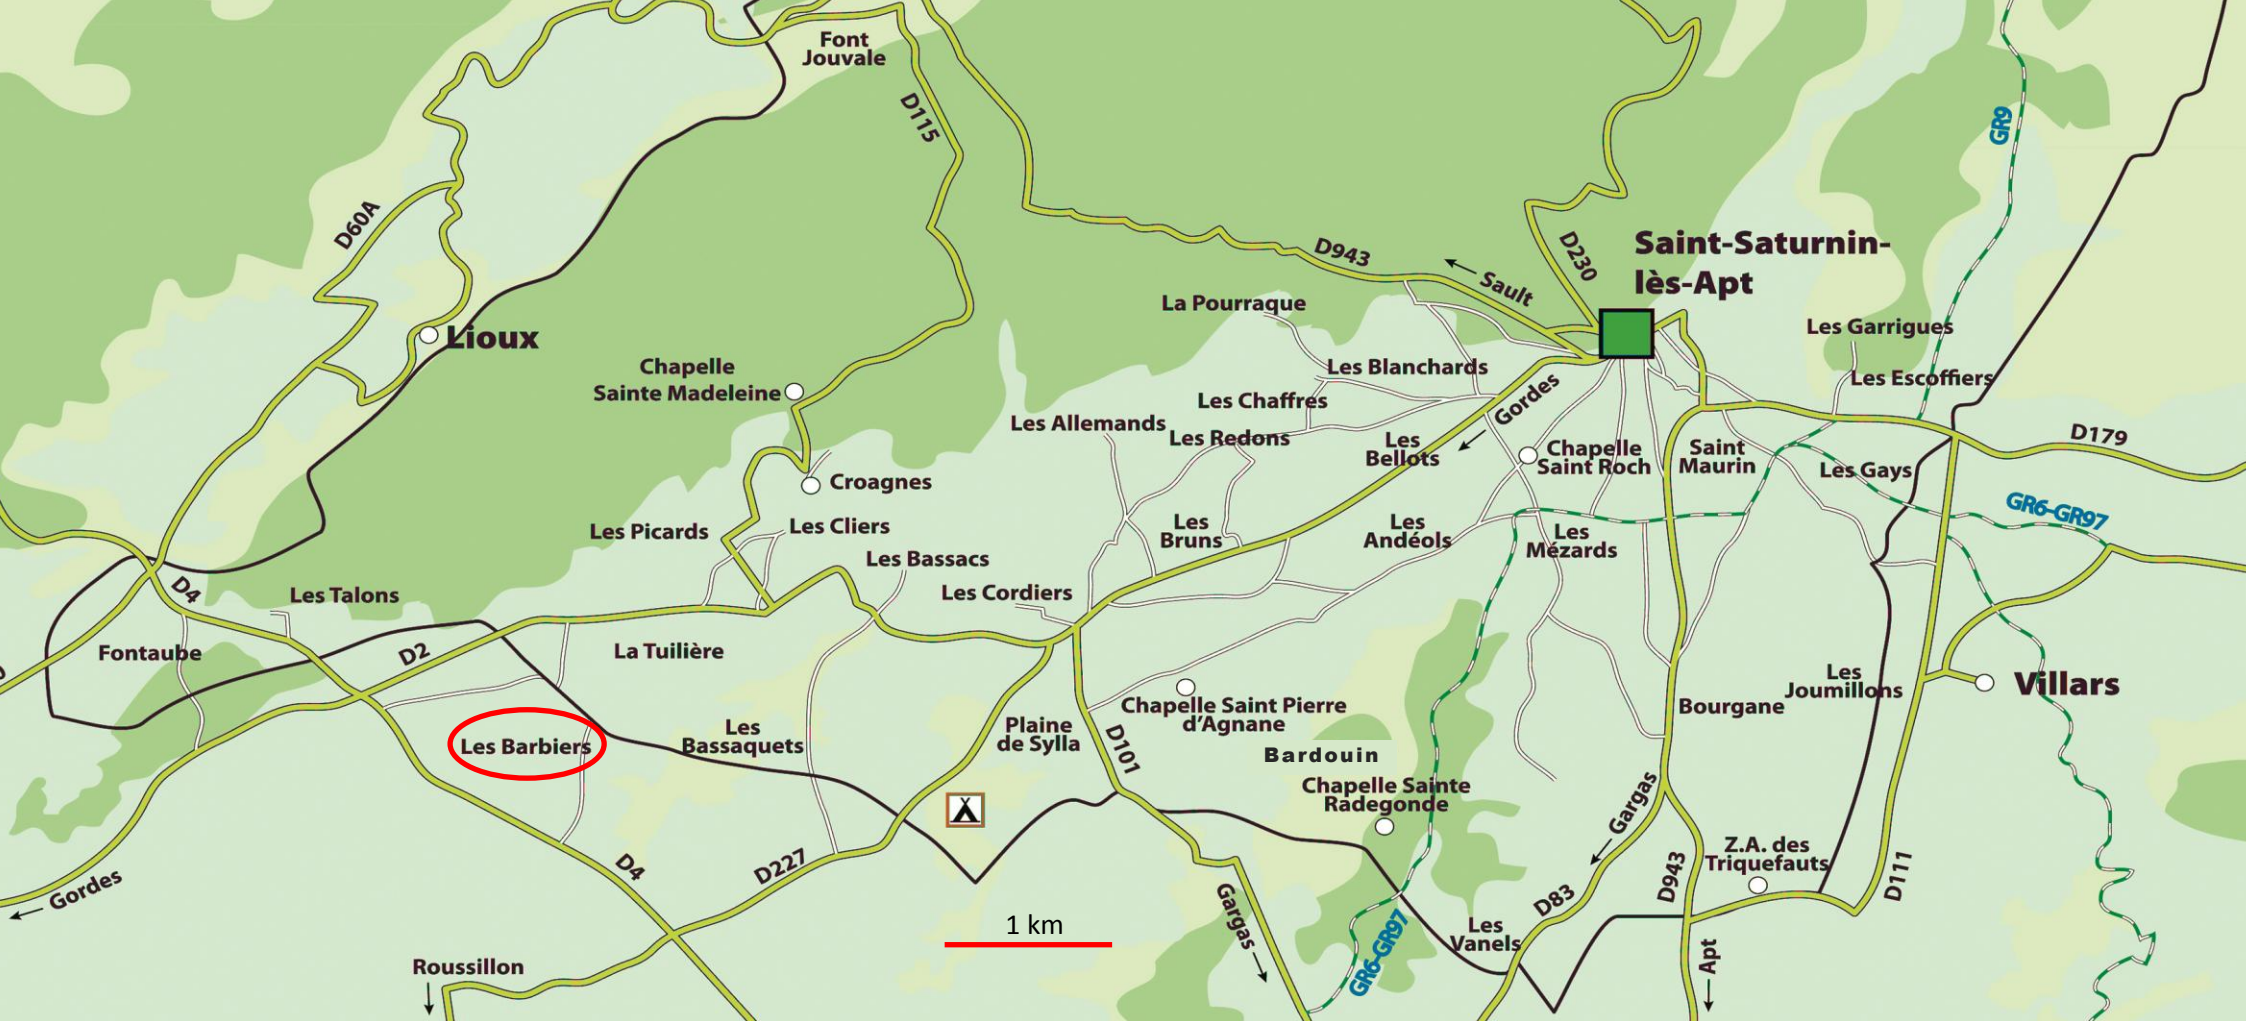 Font
Jouvale
D115
GR9
D60A
D943
Sault
D230
Saint-Saturnin-
lès-Apt
La Pourraque
Les Garrigues
Lioux
Chapelle
Sainte Madeleine
Les Blanchards
Les Escoffiers
Gordes
Les Chaffres
Les Allemands
Les Redons
Les
Bellots
Chapelle
Saint Roch
Saint
Maurin
D179
Les Gays
Croagnes
GR6-GR97
Les Picards
Les Cliers
Les
Bruns
Les
Andéols
Les
Mézards
Les Bassacs
D4
Les Talons
Les Cordiers
Fontaube
D2
La Tuilière
Les
Joumillons
Villars
Chapelle Saint Pierre
d'Agnane
Bourgane
Les Barbiers
Les
Bassaquets
Plaine
de Sylla
D101
Bardouin
Chapelle Sainte
Radegonde
Gargas
Z.A. des
Triquefauts
D4
D227
Gordes
D943
D111
D83
1 km
Gargas
GR6-GR97
Les
Vanels
Roussillon
Apt